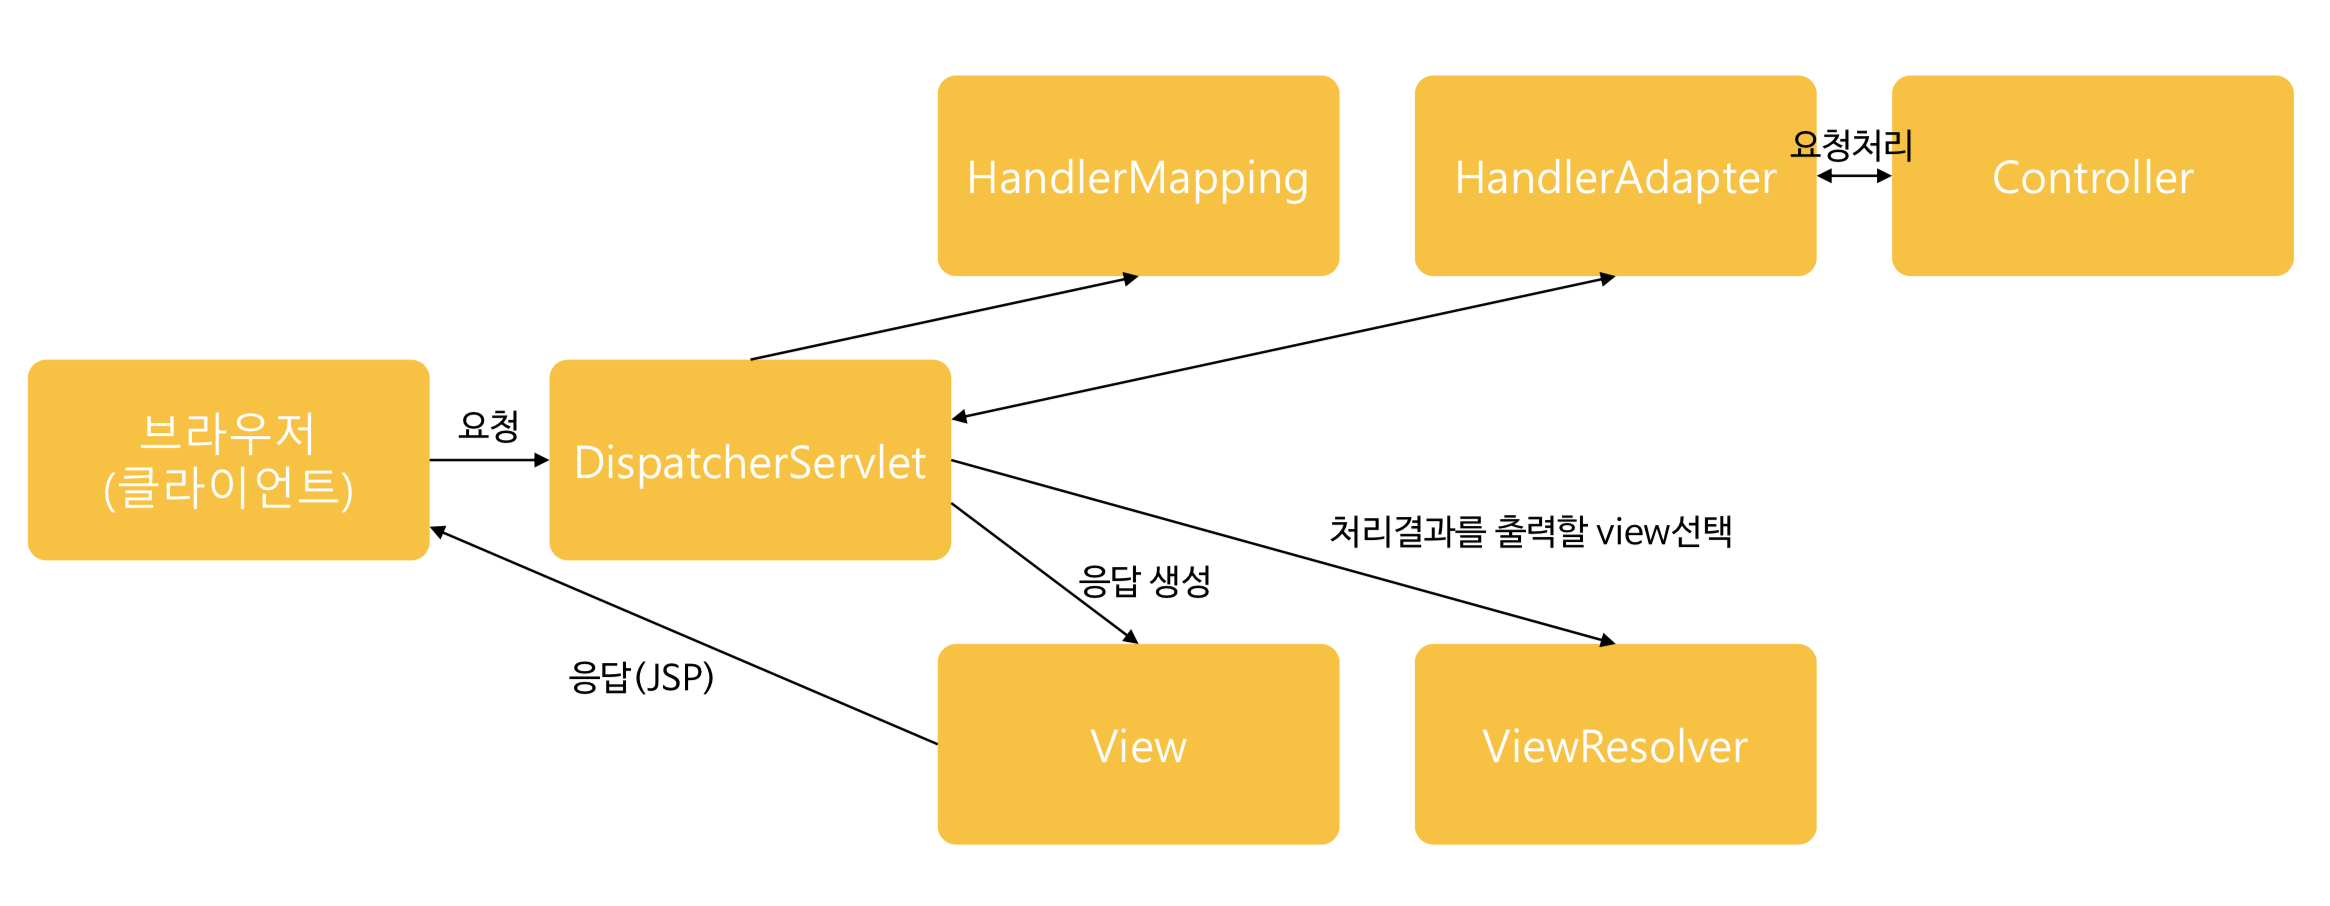 HandlerMapping
HandlerAdapter
요청처리
Controller
브라우저
(클라이언트)
요청
DispatcherServlet
처리결과를 출력할 view선택
응답 생성
응답(JSP)
View
ViewResolver